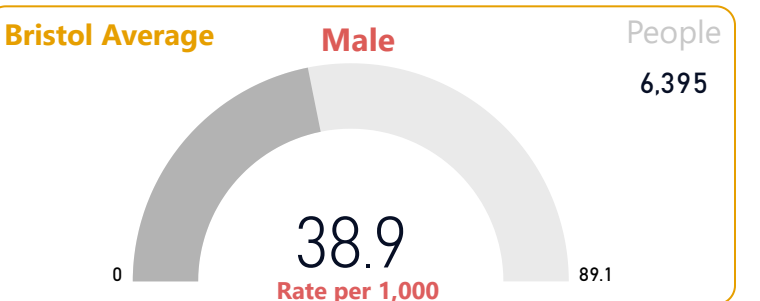 Bristol Average
Male
People
6,395
38.9
0
89.1
Rate per 1,000